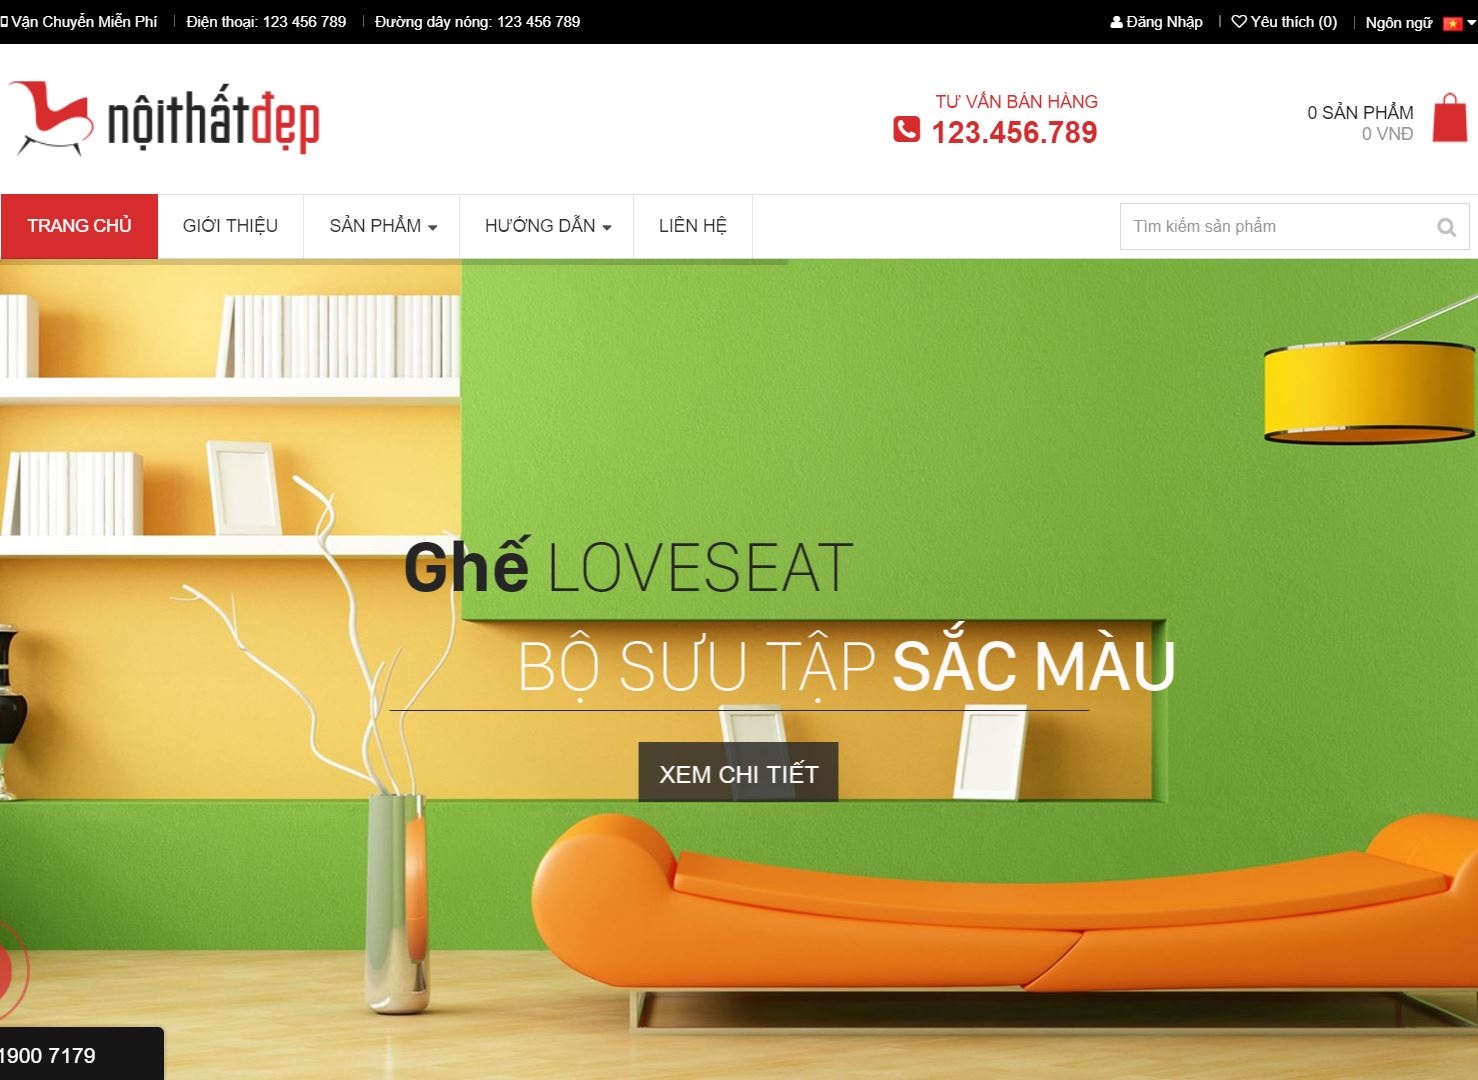 Vận Chuyển Miễn Phí
Điện thoại: 123 456 789
Đường dây nóng: 123 456 789
Đăng Nhập
Yêu thích (0)
Ngôn ngữ
nộithấtđẹp
TƯ VẤN BÁN HÀNG
123.456.789
0 SẢN PHẨM
0 VNĐ
TRANG CHỦ
GIỚI THIỆU
SẢN PHẨM
HƯỚNG DẪN
LIÊN HỆ
Tìm kiếm sản phẩm
Ghế LOVESEAT
BỘ SƯU TẬP SẮC MÀU
XEM CHI TIẾT
1900 7179